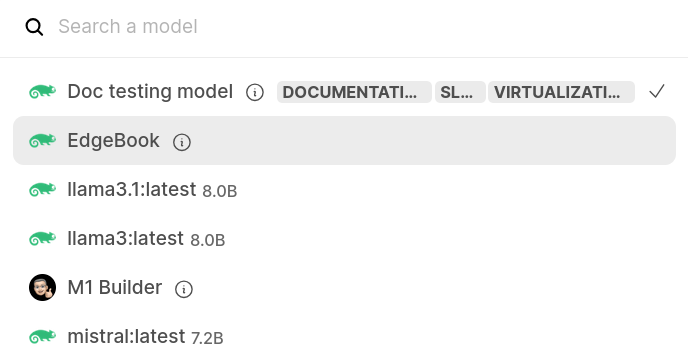 Search a model
Doc testing model DOCUMENTATI... SL... VIRTUALIZATI...
EdgeBook
llama3.1:latest 8.0B
llama3:latest 8.0B
M1 Builder
mistral:latest 7.2B